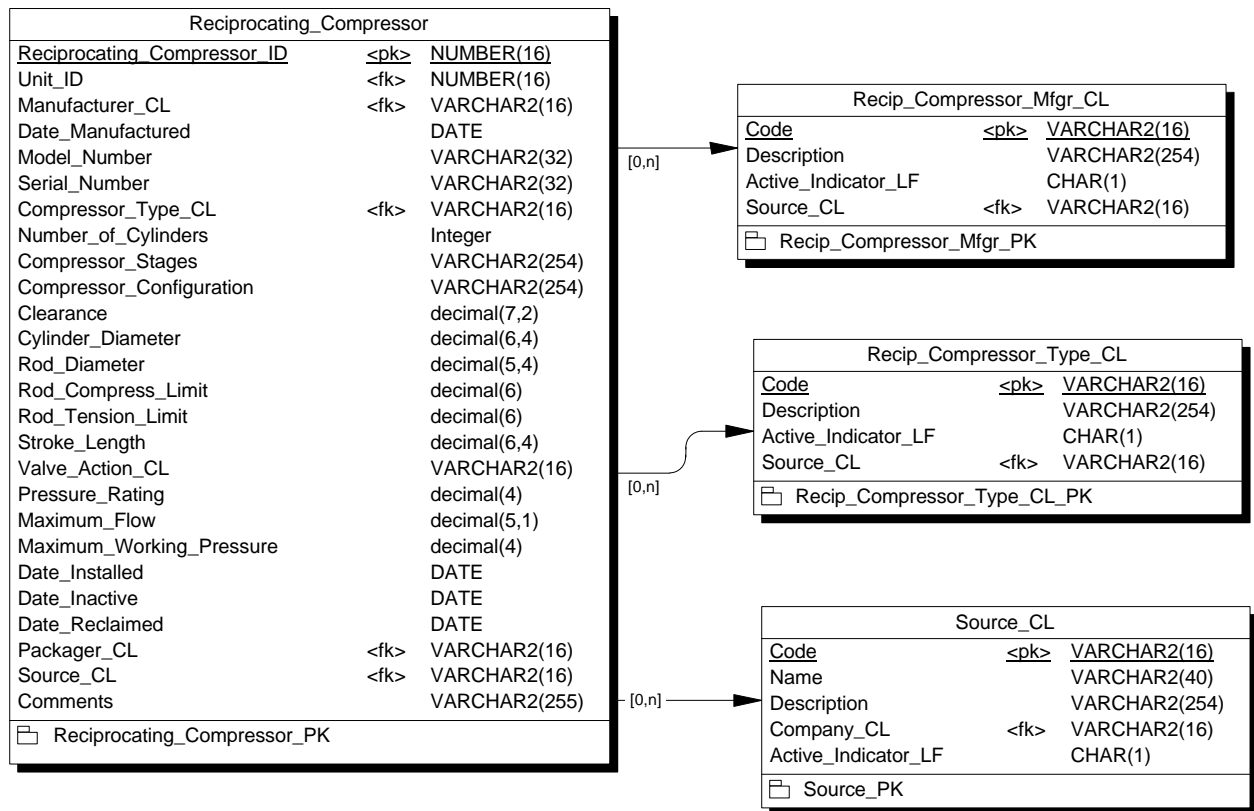 Reciprocating_Compressor
Reciprocating_Compressor_ID <pk> NUMBER(16)
Unit_ID <fk> NUMBER(16)
Manufacturer_CL <fk> VARCHAR2(16)
Date_Manufactured DATE
Model_Number VARCHAR2(32)
Serial_Number VARCHAR2(32)
Compressor_Type_CL <fk> VARCHAR2(16)
Number_of_Cylinders Integer
Compressor_Stages VARCHAR2(254)
Compressor_Configuration VARCHAR2(254)
Clearance decimal(7,2)
Cylinder_Diameter decimal(6,4)
Rod_Diameter decimal(5,4)
Rod_Compress_Limit decimal(6)
Rod_Tension_Limit decimal(6)
Stroke_Length decimal(6,4)
Valve_Action_CL VARCHAR2(16)
Pressure_Rating decimal(4)
Maximum_Flow decimal(5,1)
Maximum_Working_Pressure decimal(4)
Date_Installed DATE
Date_Inactive DATE
Date_Reclaimed DATE
Packager_CL <fk> VARCHAR2(16)
Source_CL <fk> VARCHAR2(16)
Comments VARCHAR2(255)
Reciprocating_Compressor_PK
[0,n]
Recip_Compressor_Mfgr_CL
Code <pk> VARCHAR2(16)
Description VARCHAR2(254)
Active_Indicator_LF CHAR(1)
Source_CL <fk> VARCHAR2(16)
Recip_Compressor_Mfgr_PK
[0,n]
Recip_Compressor_Type_CL
Code <pk> VARCHAR2(16)
Description VARCHAR2(254)
Active_Indicator_LF CHAR(1)
Source_CL <fk> VARCHAR2(16)
Recip_Compressor_Type_CL_PK
[0,n]
Source_CL
Code <pk> VARCHAR2(16)
Name VARCHAR2(40)
Description VARCHAR2(254)
Company_CL <fk> VARCHAR2(16)
Active_Indicator_LF CHAR(1)
Source_PK